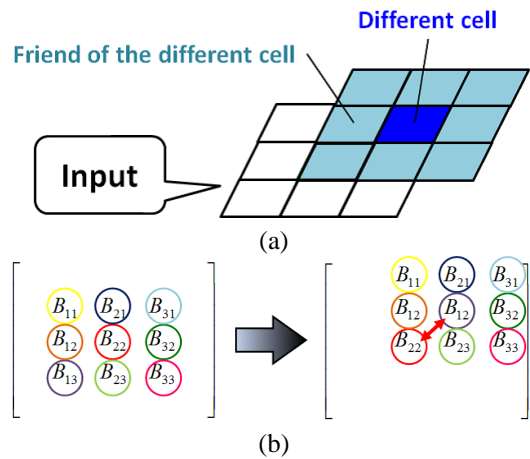 Different cell
Friend of the different cell
Input
(a)
B11 B21 B31
B12 B22 B32
B13 B23 B33
B11 B21 B31
B12 B12 B32
B22 B23 B33
(b)